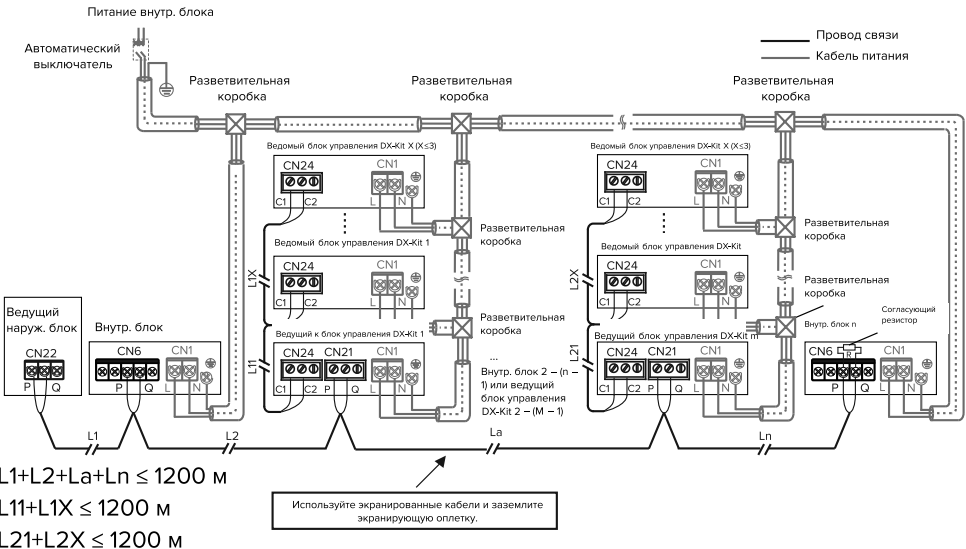 Питание внутр. блока
Автоматический
выключатель
Провод связи
Кабель питания
Разветвительная
коробка
Разветвительная
коробка
Разветвительная
коробка
Ведомый блок управления DX-Kit X (X≤3)
CN24
CN1
C1
C2
L
N
Ведомый блок управления DX-Kit X (X≤3)
CN24
CN1
C1
C2
L
N
Разветвительная
коробка
Разветвительная
коробка
Ведомый блок управления DX-Kit 1
CN24
CN1
C1
C2
L
N
L1X
Ведомый блок управления DX-Kit
CN24
CN1
C1
C2
L
N
L2X
Разветвительная
коробка
Разветвительная
коробка
Ведущий
наруж. блок
CN22
P
Q
Внутр. блок
CN6
CN1
P
Q
L
N
Ведущий к блок управления DX-Kit 1
CN24
CN21
CN1
C1
C2
P
Q
L
N
L11
...
Внутр. блок 2 – (n –
1) или ведущий
блок управления
DX-Kit 2 – (M – 1)
Ведущий блок управления DX-Kit m
CN24
CN21
CN1
C1
C2
P
Q
L
N
L21
Внутр. блок n
Согласующий
резистор
CN6
R
CN1
P
Q
L
N
L1
L2
La
Ln
L1+L2+La+Ln ≤ 1200 м
L11+L1X ≤ 1200 м
L21+L2X ≤ 1200 м
Используйте экранированные кабели и заземлите
экранирующую оплетку.